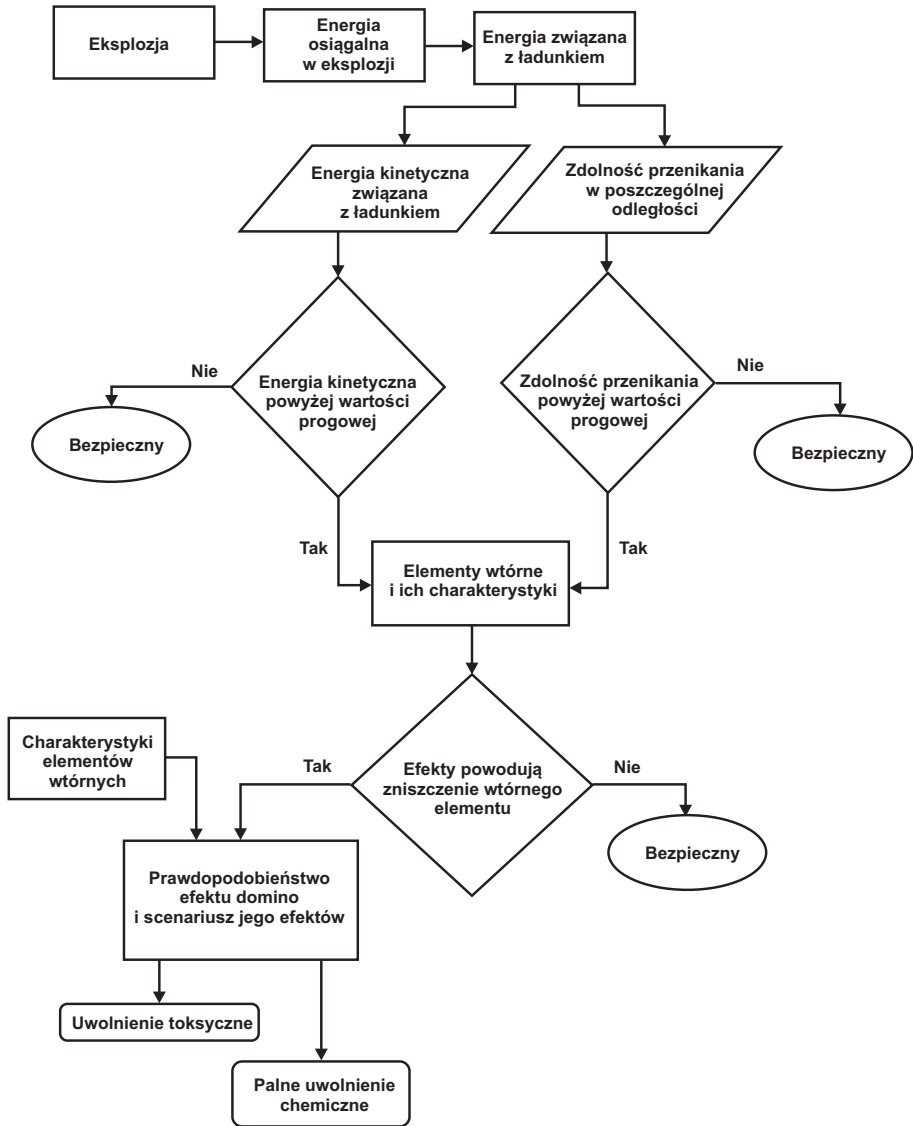 Eksplozja
Energia
osiągalna
w eksplozji
Energia związana
z ładunkiem
Energia kinetyczna
związana
z ładunkiem
Zdolność przenikania
w poszczególnej
odległości
Nie
Energia kinetyczna
powyżej wartości
progowej
Zdolność przenikania
powyżej wartości
progowej
Nie
Bezpieczny
Bezpieczny
Tak
Elementy wtórne
i ich charakterystyki
Tak
Charakterystyki
elementów
wtórnych
Tak
Efekty powodują
zniszczenie wtórnego
elementu
Nie
Bezpieczny
Prawdopodobieństwo
efektu domino
i scenariusz jego efektów
Uwolnienie toksyczne
Palne uwolnienie
chemiczne